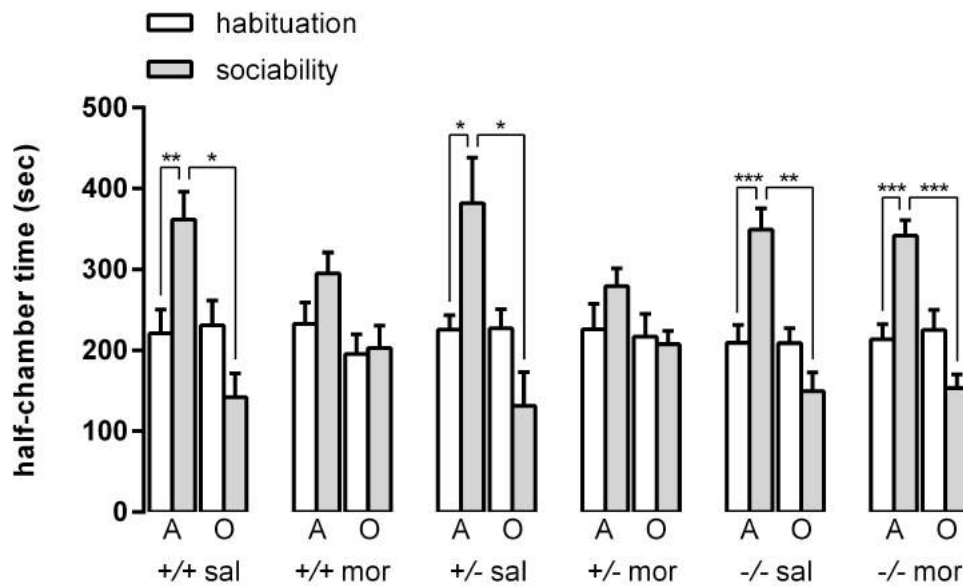 habituation
sociability
half-chamber time (sec)
500
400
300
200
100
0
** *
* *
*** **
*** ***
A O A O A O A O A O A O
+/+ sal +/+ mor +/- sal +/- mor -/- sal -/- mor